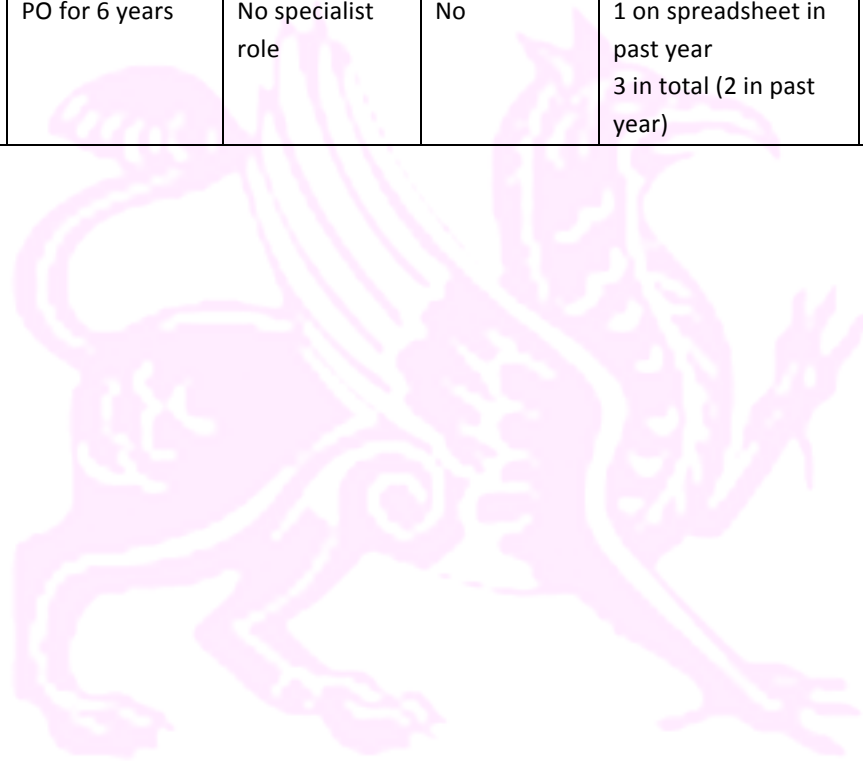 PO for 6 years
No specialist
role
No
1 on spreadsheet in
past year
3 in total (2 in past
year)